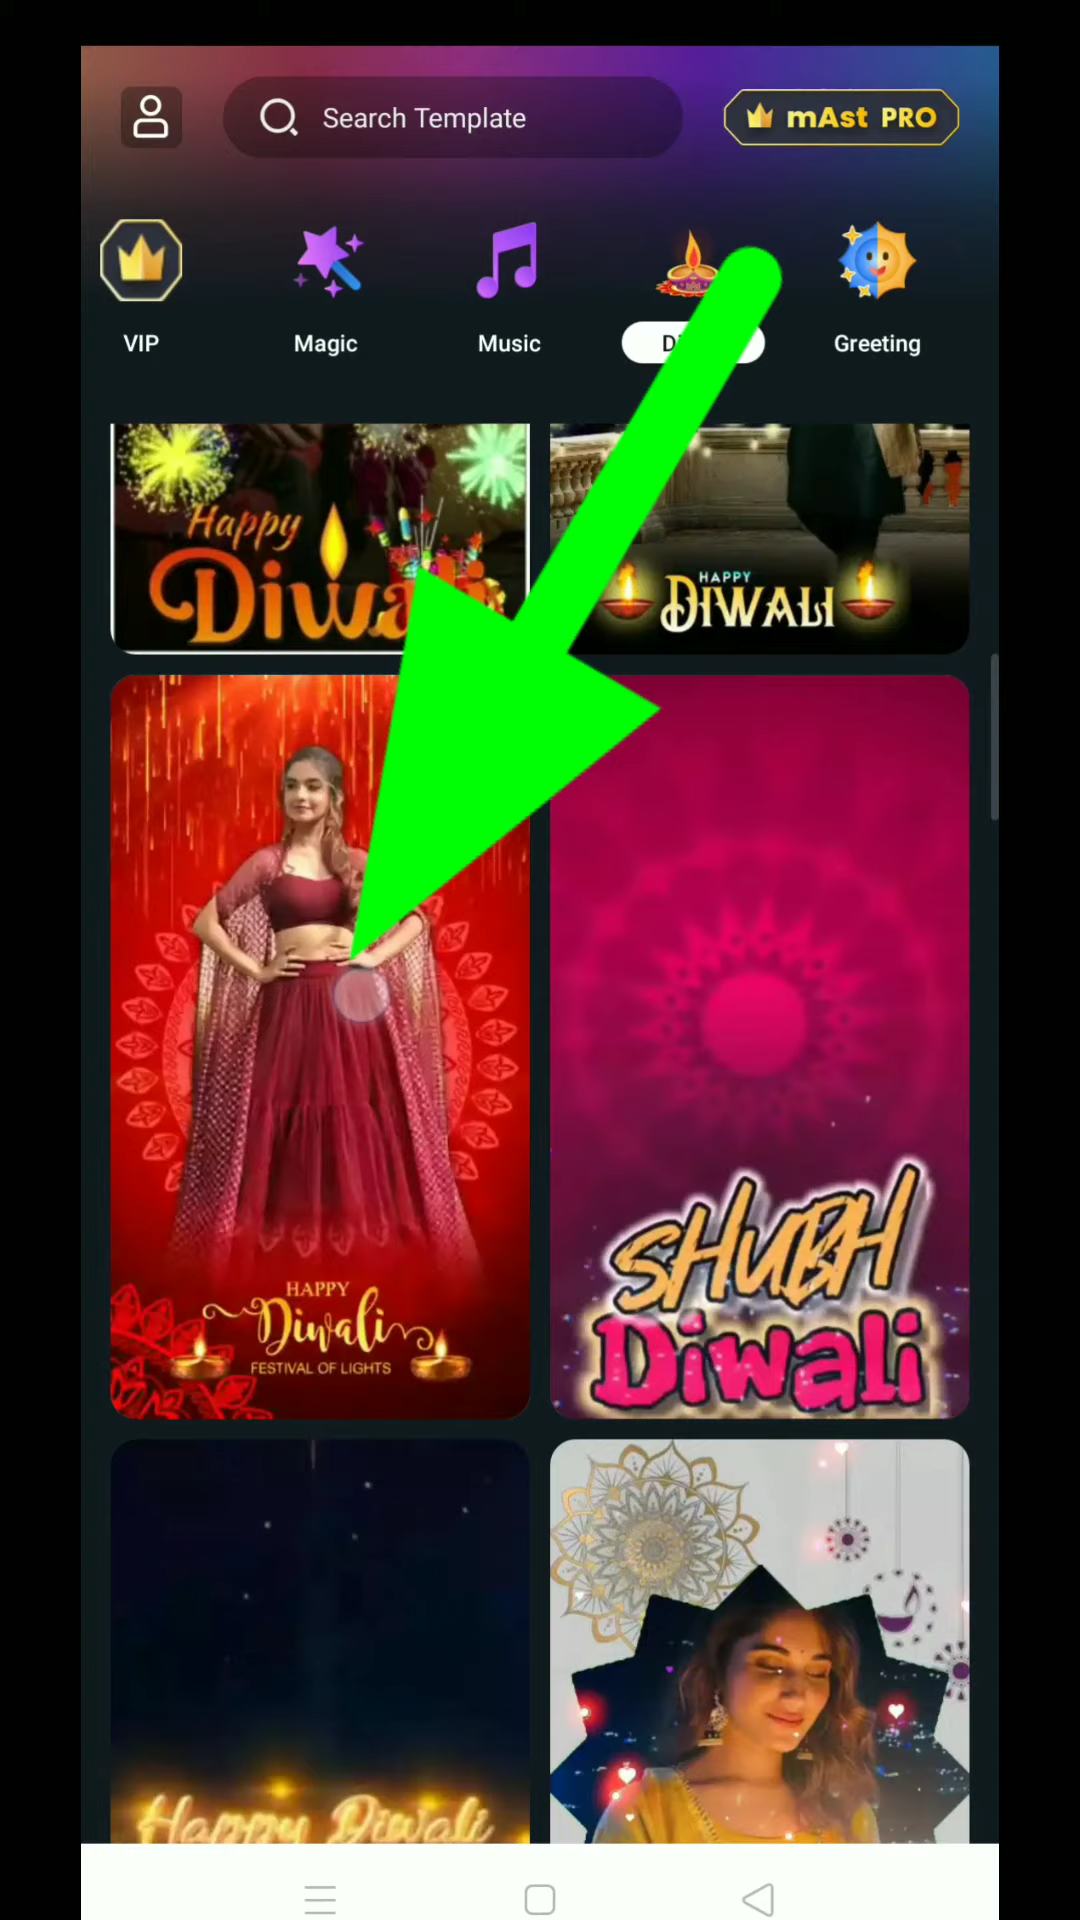 Search Template
mAst PRO
VIP
Magic
Music
Greeting
Happy
HAPPY
DIWALI
HAPPY
Diwali
FESTIVAL OF LIGHTS
SHUBH
Diwali
Happy Diwali